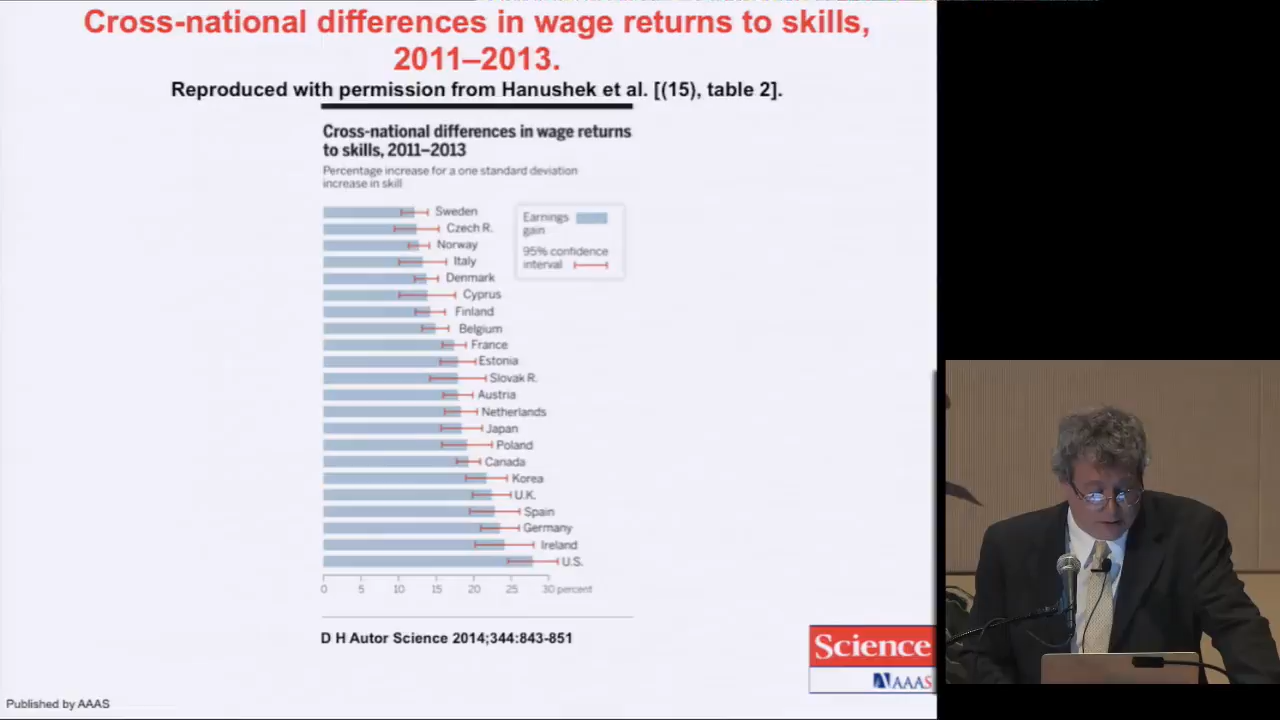 Cross-national differences in wage returns to skills,
2011–2013.
Reproduced with permission from Hanushek et al. [(15), table 2].
Cross-national differences in wage returns
to skills, 2011–2013
Percentage increase for a one standard deviation
increase in skill
Sweden
Czech R.
Norway
Italy
Denmark
Cyprus
Finland
Belgium
France
Estonia
Slovak R.
Austria
Netherlands
Japan
Poland
Canada
Korea
U.K.
Spain
Germany
Ireland
U.S.
Earnings
gain
95% confidence
interval
0 5 10 15 20 25 30 percent
D H Autor Science 2014;344:843-851
Science
AAAS
Published by AAAS